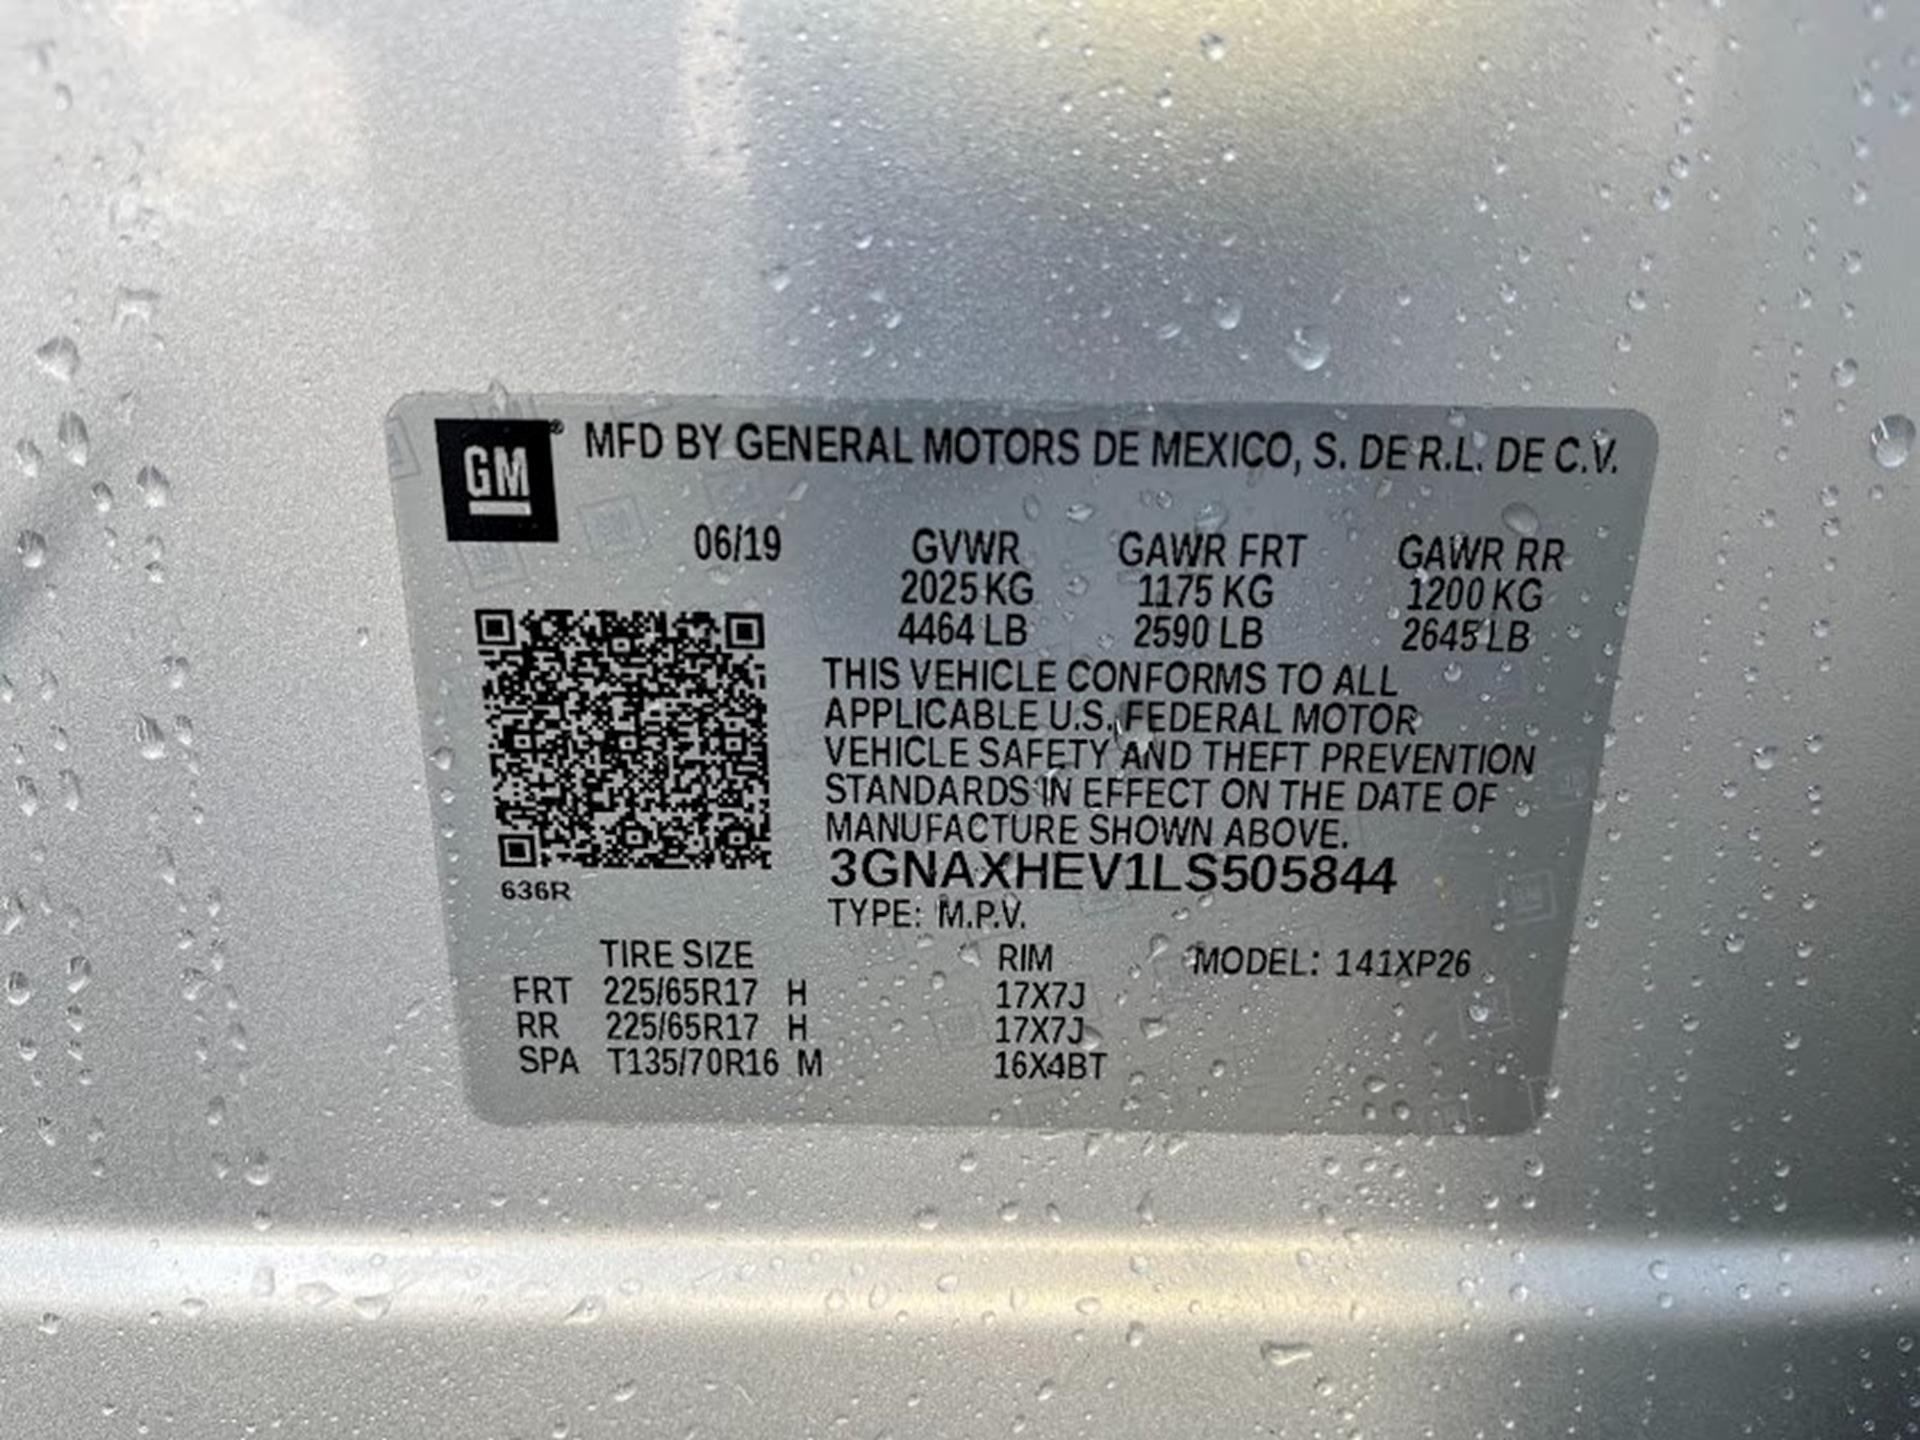 GM® MFD BY GENERAL MOTORS DE MEXICO, S. DE R.L. DE C.V.
06/19 GVWR GAWR FRT GAWR RR
2025 KG 1175 KG 1200 KG
4464 LB 2590 LB 2645 LB
THIS VEHICLE CONFORMS TO ALL
APPLICABLE U.S. FEDERAL MOTOR
VEHICLE SAFETY AND THEFT PREVENTION
STANDARDS IN EFFECT ON THE DATE OF
MANUFACTURE SHOWN ABOVE.
3GNAXHEV1LS505844
636R
TYPE: M.P.V.
TIRE SIZE RIM MODEL: 141XP26
FRT 225/65R17 H 17X7J
RR 225/65R17 H 17X7J
SPA T135/70R16 M 16X4BT